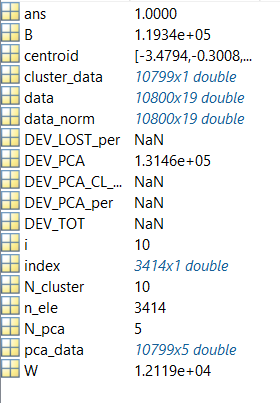 ans 1.0000
B 1.1934e+05
centroid [-3.4794,-0.3008,...
cluster_data 10799x1 double
data 10800x19 double
data_norm 10800x19 double
DEV_LOST_per NaN
DEV_PCA 1.3146e+05
DEV_PCA_CL_... NaN
DEV_PCA_per NaN
DEV_TOT NaN
i 10
index 3414x1 double
N_cluster 10
n_ele 3414
N_pca 5
pca_data 10799x5 double
W 1.2119e+04